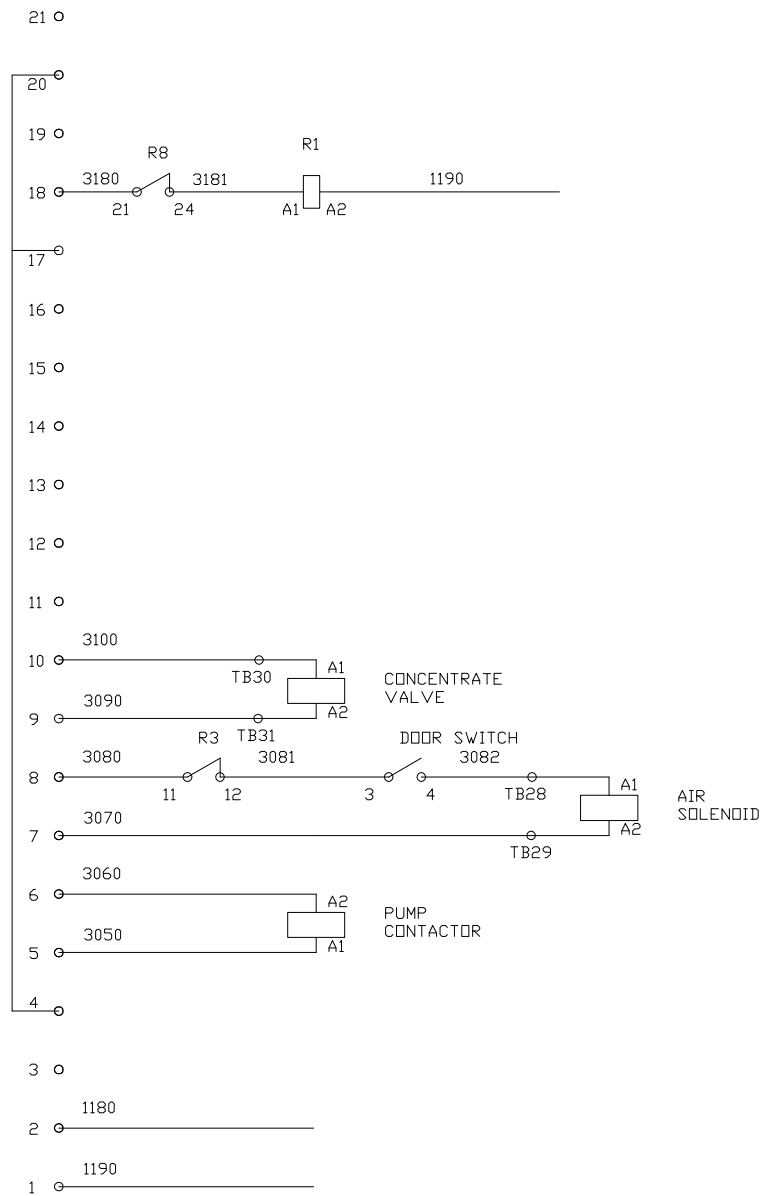 21
20
19
R1
R8
3180
3181
1190
18
21
24
A1
A2
17
16
15
14
13
12
11
3100
10
A1
TB30
CONCENTRATE
VALVE
3090
A2
9
TB31
R3
DOOR SWITCH
3080
3081
3082
8
11
12
3
4
TB28
A1
AIR
SOLENOID
3070
A2
7
TB29
3060
6
A2
PUMP
CONTACTOR
3050
A1
5
4
3
1180
2
1190
1